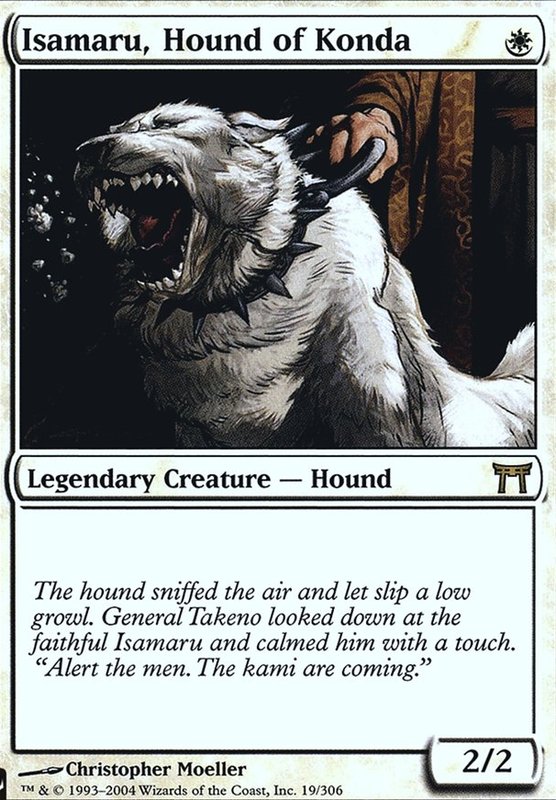 Isamaru, Hound of Konda
Legendary Creature — Hound
The hound sniffed the air and let slip a low
growl. General Takeno looked down at the
faithful Isamaru and calmed him with a touch.
“Alert the men. The kami are coming.”
2/2
Christopher Moeller
™ & © 1993–2004 Wizards of the Coast, Inc. 19/306